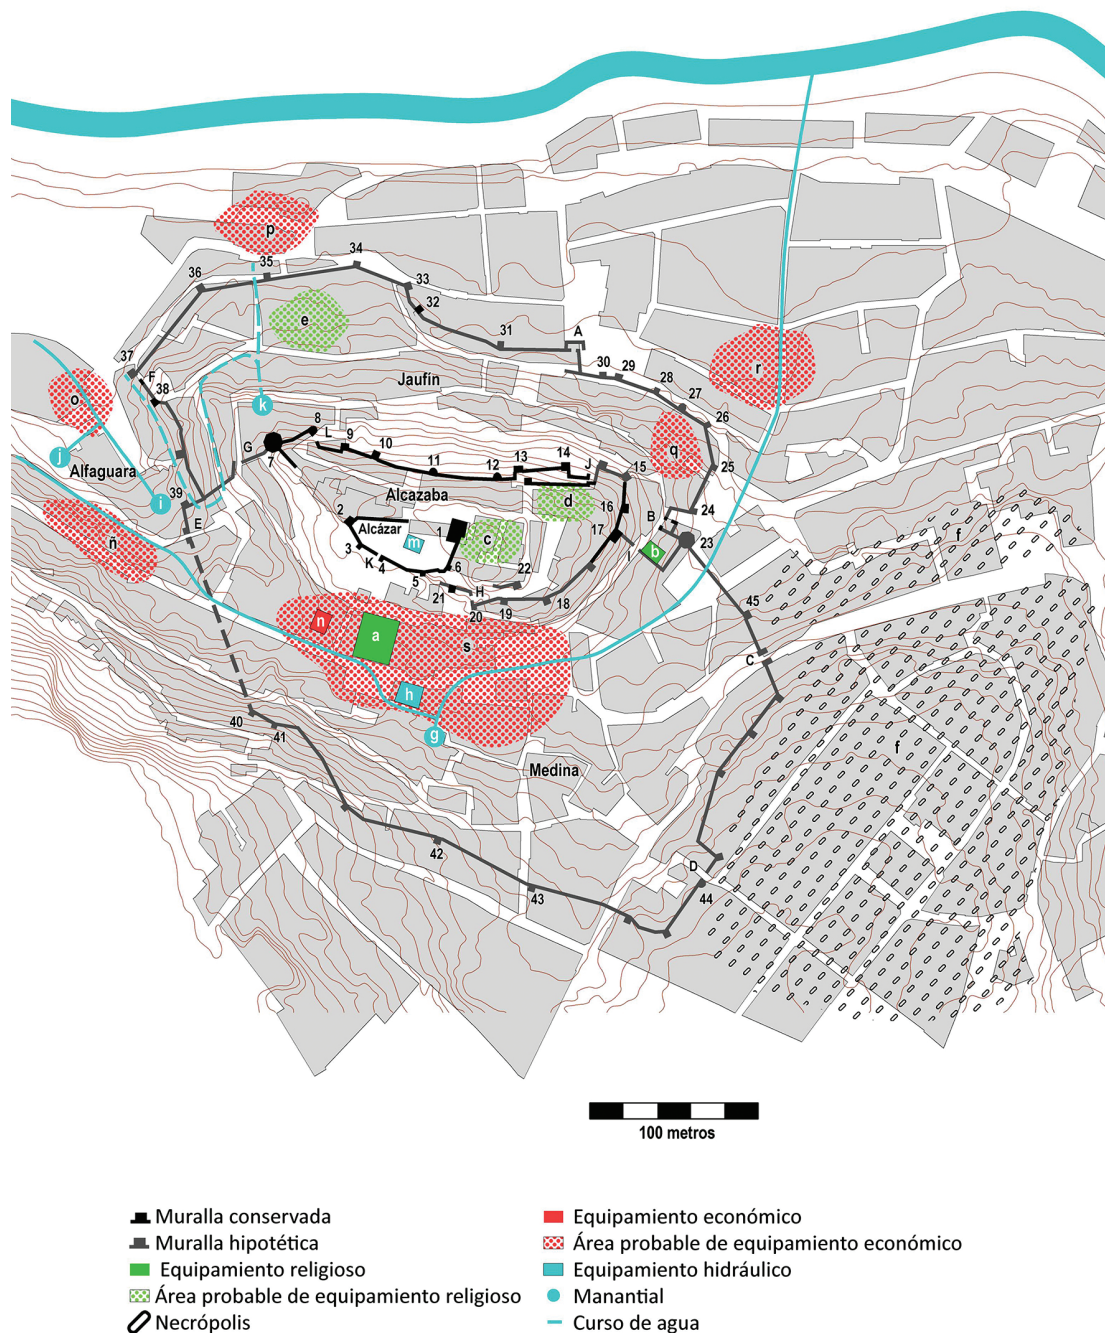 p
34
35
36
33
32
e
31
A
37
F
38
Jaufín
30
29
28
27
26
r
o
k
8
L
9
G
7
10
q
j
Alfaguara
11
12
13
14
J
15
25
i
39
E
Alcazaba
d
16
17
24
B
23
2
Alcázar
1
m
c
I
b
f
ñ
3
K
4
5
6
21
H
22
20
19
18
45
n
a
s
C
h
g
40
41
Medina
f
42
43
D
44
100 metros
Muralla conservada
Muralla hipotética
Equipamiento religioso
Área probable de equipamiento religioso
Necrópolis
Equipamiento económico
Área probable de equipamiento económico
Equipamiento hidráulico
Manantial
Curso de agua